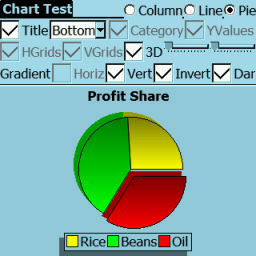 Chart Test Column Line Pie
Title Bottom Category YValues
HGrids VGrids 3D
Gradient Horiz Vert Invert Dar
Profit Share
Rice Beans Oil